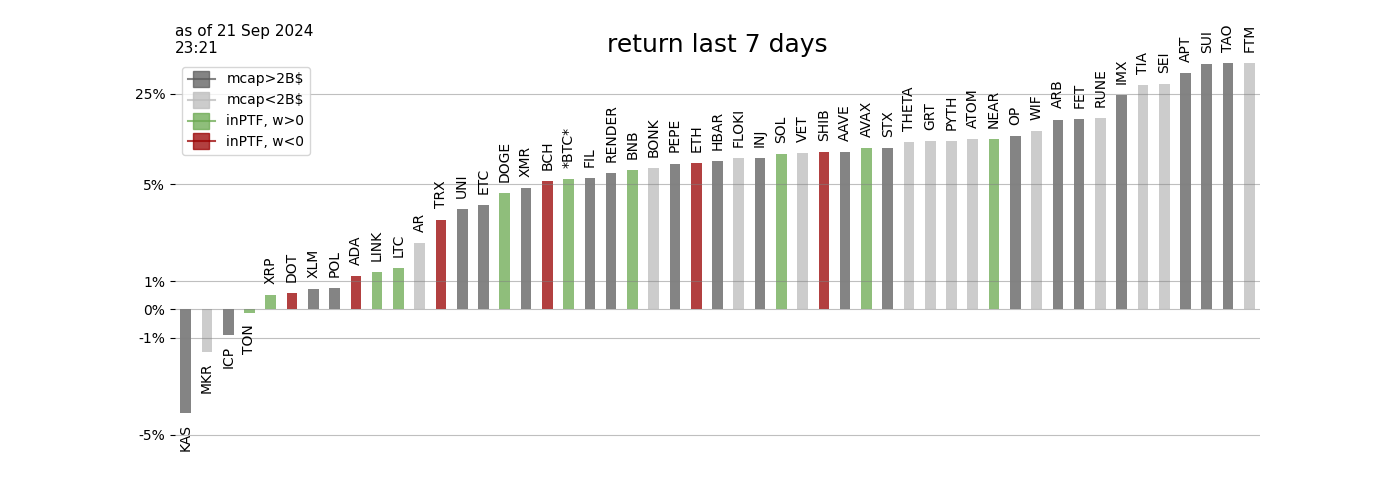 as of 21 Sep 2024
23:21
return last 7 days
mcap>2B$
mcap<2B$
inPTF, w>0
inPTF, w<0
25%
5%
1%
0%
-1%
-5%
KAS
MKR
ICP
TON
XRP
DOT
XLM
POL
ADA
LINK
LTC
AR
TRX
UNI
ETC
DOGE
XMR
BCH
*BTC*
FIL
RENDER
BNB
BONK
PEPE
ETH
HBAR
FLOKI
INJ
SOL
VET
SHIB
AAVE
AVAX
STX
THETA
GRT
PYTH
ATOM
NEAR
OP
WIF
ARB
FET
RUNE
IMX
TIA
SEI
APT
SUI
TAO
FTM